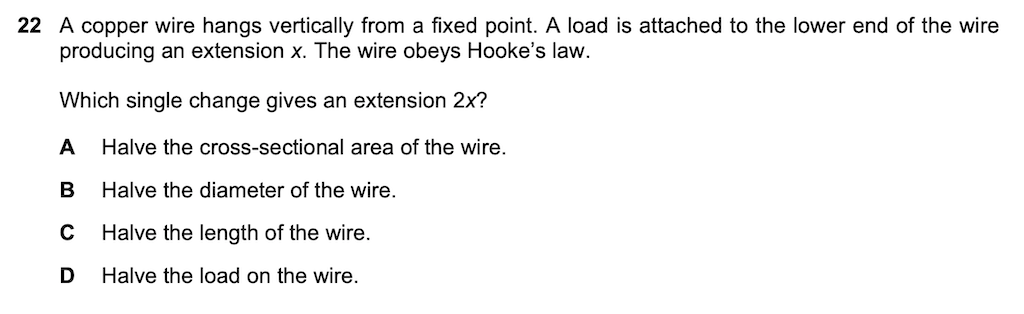 22 A copper wire hangs vertically from a fixed point. A load is attached to the lower end of the wire
producing an extension x. The wire obeys Hooke's law.
Which single change gives an extension 2x?
A Halve the cross-sectional area of the wire.
B Halve the diameter of the wire.
C Halve the length of the wire.
D Halve the load on the wire.